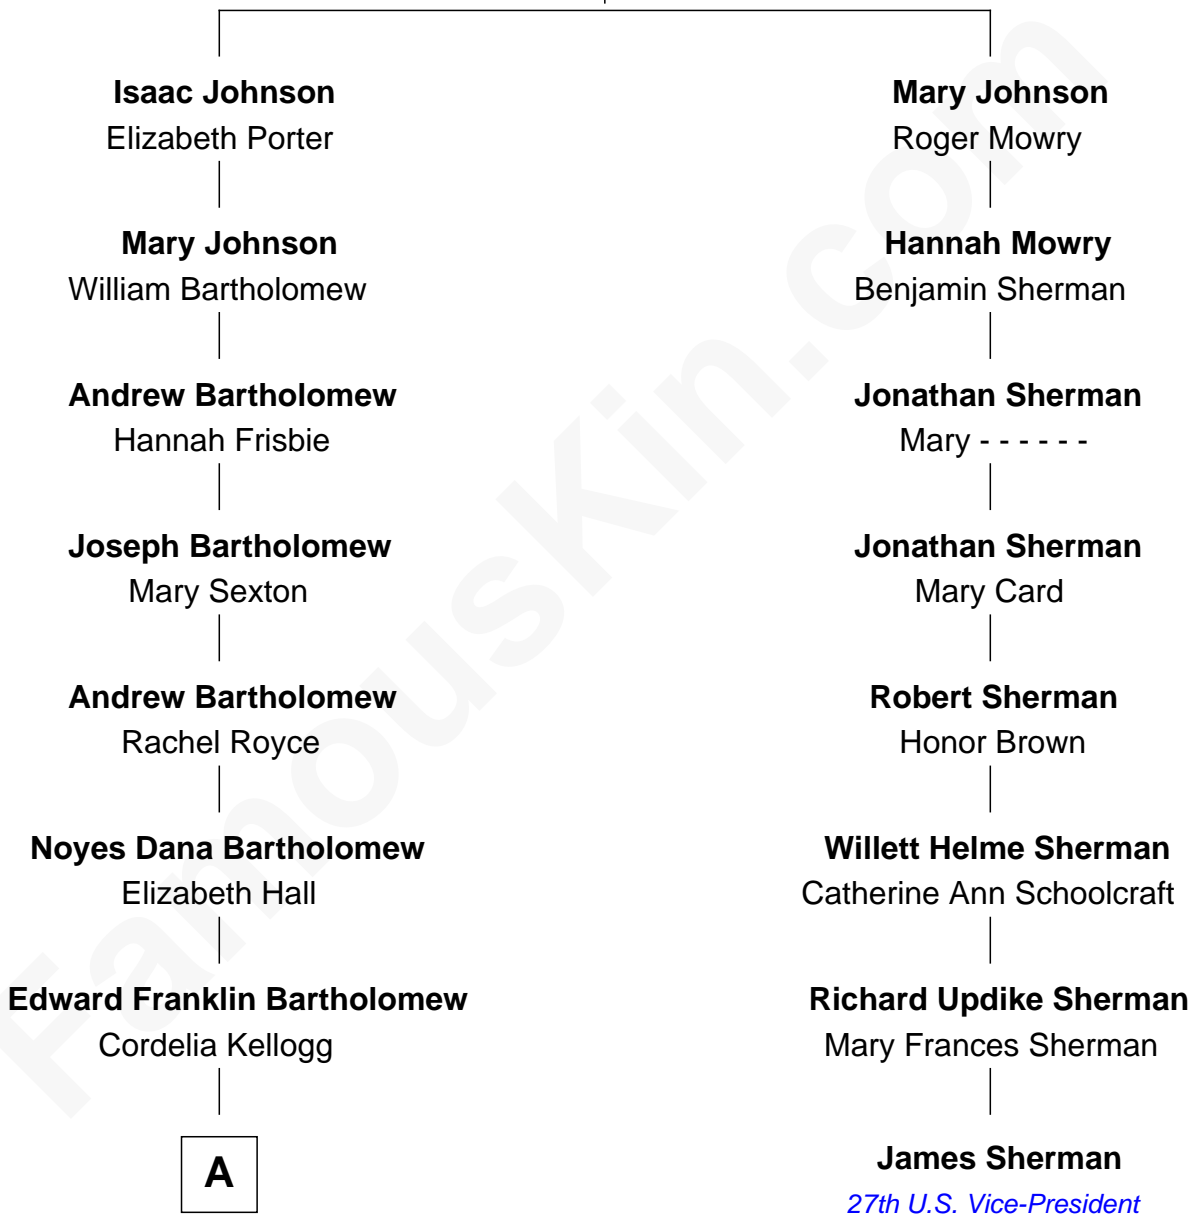 Isaac Johnson
Elizabeth Porter
Mary Johnson
William Bartholomew
Andrew Bartholomew
Hannah Frisbie
Joseph Bartholomew
Mary Sexton
Andrew Bartholomew
Rachel Royce
Noyes Dana Bartholomew
Elizabeth Hall
Edward Franklin Bartholomew
Cordelia Kellogg
A
Mary Johnson
Roger Mowry
Hannah Mowry
Benjamin Sherman
Jonathan Sherman
Mary - - - - - -
Jonathan Sherman
Mary Card
Robert Sherman
Honor Brown
Willett Helme Sherman
Catherine Ann Schoolcraft
Richard Updike Sherman
Mary Frances Sherman
James Sherman
27th U.S. Vice-President
FamousKin.com